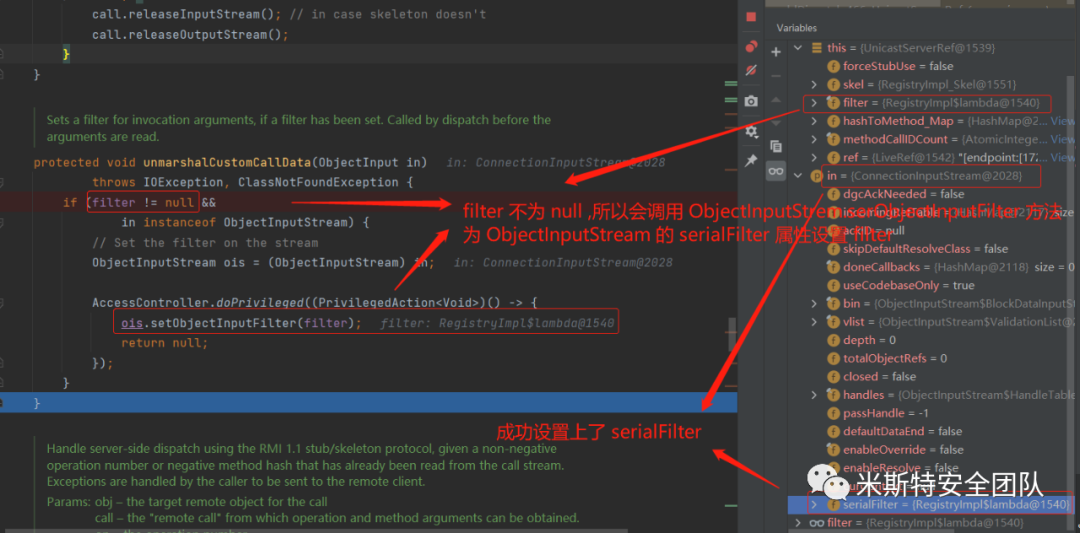 call.releaseInputStream(); // in case skeleton doesn't
call.releaseOutputStream();
}
}
Sets a filter for invocation arguments, if a filter has been set. Called by dispatch before the
arguments are read.
protected void unmarshalCustomCallData(ObjectInput in) in: ConnectionInputStream@2028
throws IOException, ClassNotFoundException {
if (filter != null &&
in instanceof ObjectInputStream) {
// Set the filter on the stream
ObjectInputStream ois = (ObjectInputStream) in; in: ConnectionInputStream@2028
AccessController.doPrivileged((PrivilegedAction<Void>)() -> {
ois.setObjectInputFilter(filter); filter: RegistryImpl$lambda@1540
return null;
});
}
}
Handle server-side dispatch using the RMI 1.1 stub/skeleton protocol, given a non-negative
operation number or negative method hash that has already been read from the call stream.
Exceptions are handled by the caller to be sent to the remote client.
Params: obj – the target remote object for the call
call – the "remote call" from which operation and method arguments can be obtained.
filter 不为 null ,所以会调用 ObjectInputStream 方法
为 ObjectInputStream 的 serialFilter 属性设置 filter
成功设置上了 serialFilter
Variables
this = {UnicastServerRef@1539}
forceStubUse = false
skel = {RegistryImpl_Skel@1551}
filter = {RegistryImpl$lambda@1540}
hashToMethod_Map = {HashMap@2... View
methodCallIDCount = {AtomicIntege... View
ref = {LiveRef@1542} "[endpoint:[17... View
in = {ConnectionInputStream@2028}
dgcAckNeeded = false
size
= null
skipDefaultResolveClass = false
doneCallbacks = {HashMap@2118} size = 0
useCodebaseOnly = true
bin = {ObjectInputStream$BlockDataInputSt
vlist = {ObjectInputStream$ValidationList@2
depth = 0
totalObjectRefs = 0
closed = false
handles = {ObjectInputStream$HandleTable
passHandle = -1
defaultDataEnd = false
enableOverride = false
enableResolve = false
米斯特安全团队
serialFilter = {RegistryImpl$lambda@1540}
filter = {RegistryImpl$lambda@1540}